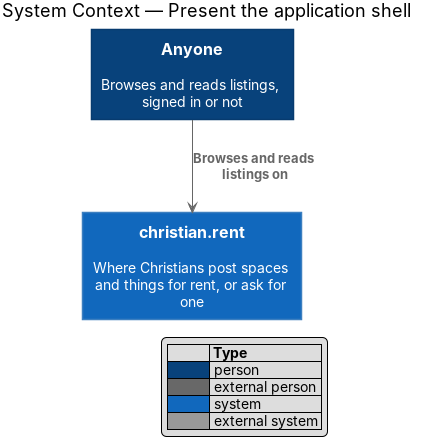 System Context — Present the application shell
Anyone
Browses and reads listings,
signed in or not
Browses and reads
listings on
christian.rent
Where Christians post spaces
and things for rent, or ask for
one
Type
person
external person
system
external system